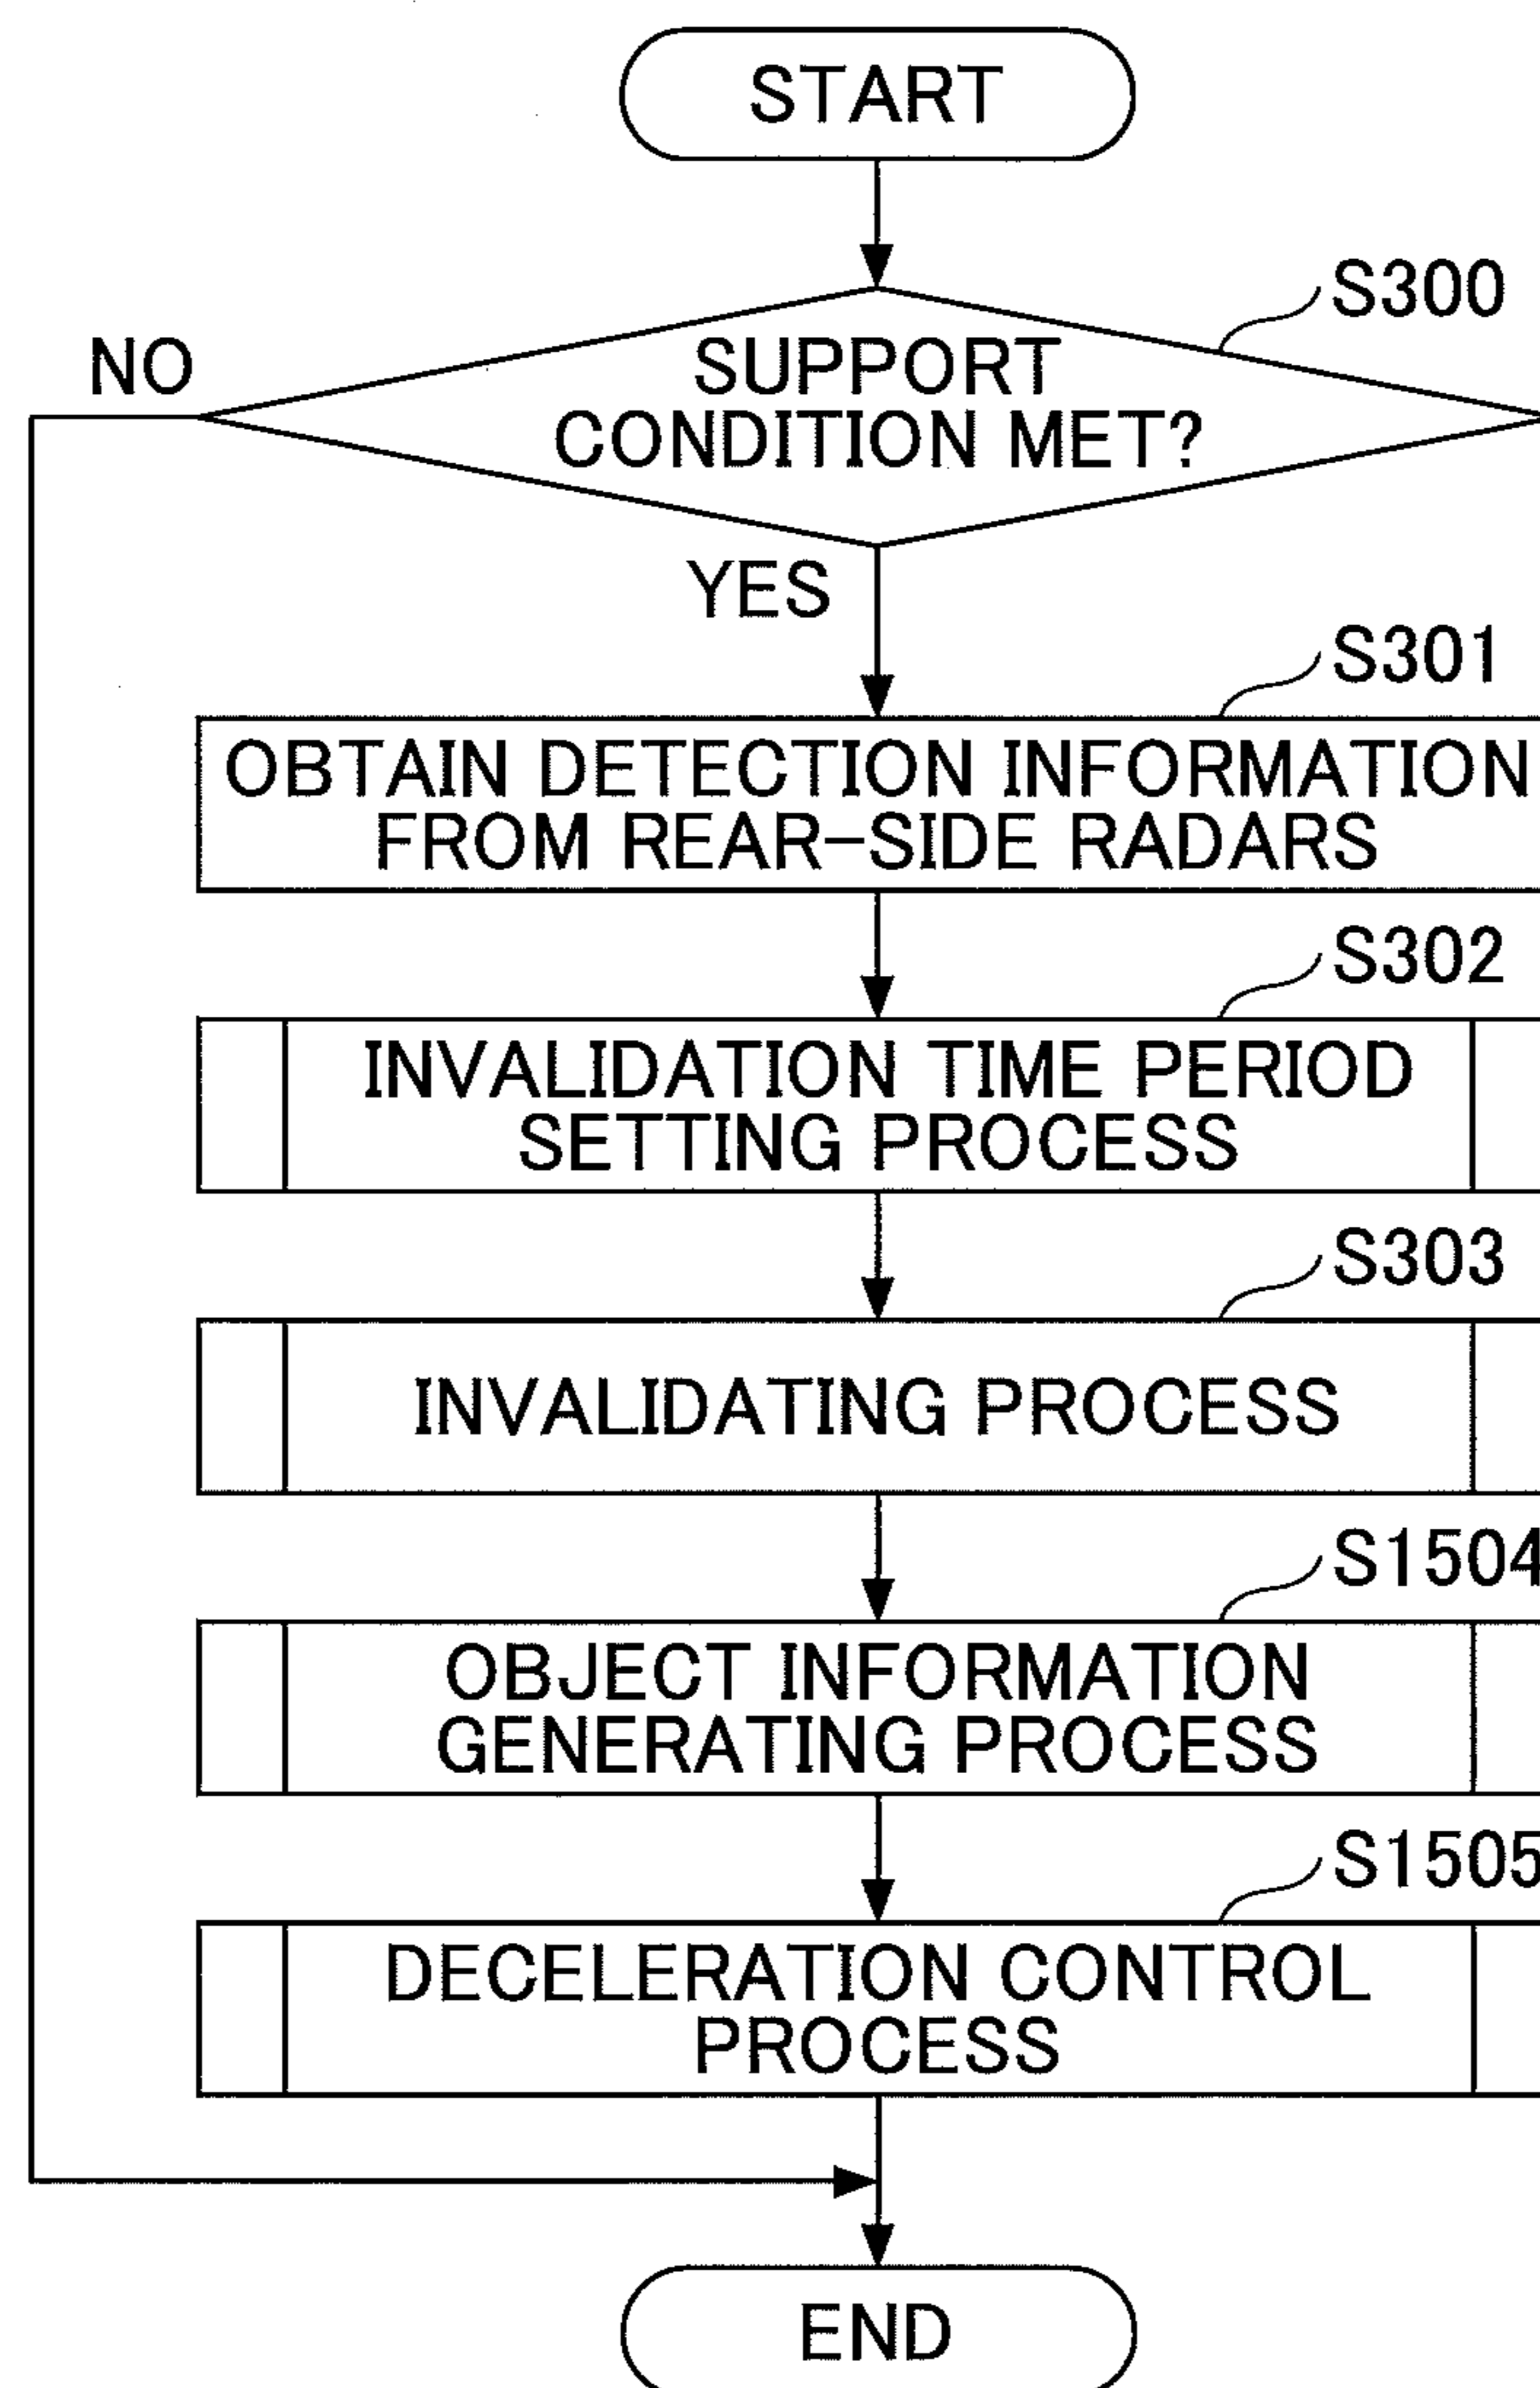 START
S300
NO
SUPPORT
CONDITION MET?
YES
S301
OBTAIN DETECTION INFORMATION
FROM REAR-SIDE RADARS
S302
INVALIDATION TIME PERIOD
SETTING PROCESS
S303
INVALIDATING PROCESS
S1504
OBJECT INFORMATION
GENERATING PROCESS
S1505
DECELERATION CONTROL
PROCESS
END